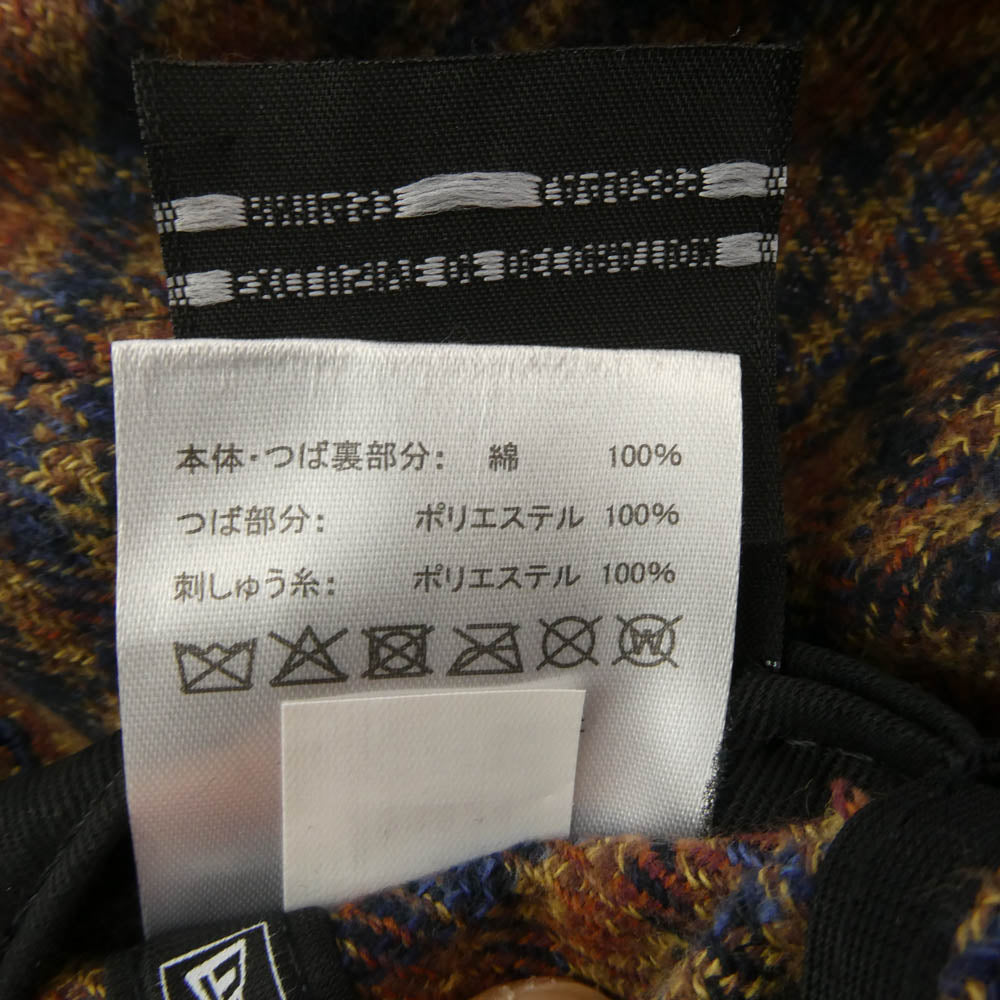 本体・つば裏部分: 綿 100%
つば部分: ポリエステル 100%
刺しゅう糸: ポリエステル 100%
W